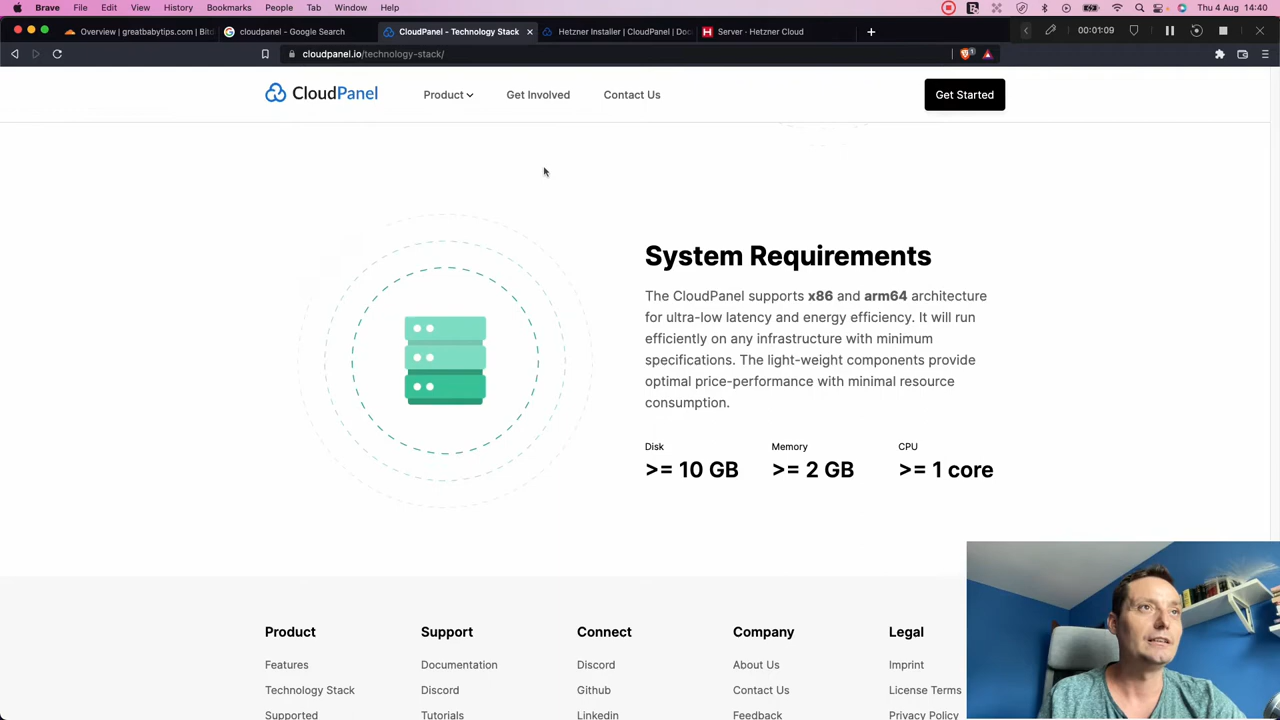 Brave File Edit View History Bookmarks People Tab Window Help Thu 4 Aug 14:40
Overview | greatbabytips.com | Bit
cloudpanel - Google Search
CloudPanel - Technology Stack
Hetzner Installer | CloudPanel | Doc
Server · Hetzner Cloud
00:01:09
cloudpanel.io/technology-stack/
CloudPanel
Product
Get Involved
Contact Us
Get Started
System Requirements
The CloudPanel supports x86 and arm64 architecture
for ultra-low latency and energy efficiency. It will run
efficiently on any infrastructure with minimum
specifications. The light-weight components provide
optimal price-performance with minimal resource
consumption.
Disk Memory CPU
>= 10 GB >= 2 GB >= 1 core
Product Support Connect Company Legal
Features Documentation Discord About Us Imprint
Technology Stack Discord Github Contact Us License Terms
Supported Tutorials Linkedin Feedback Privacy Policy